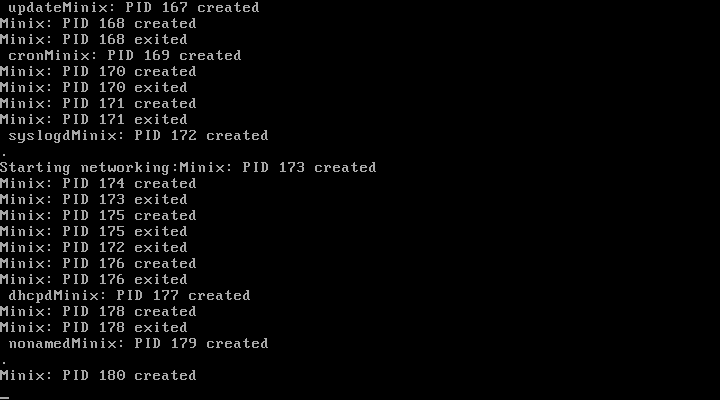 updateMinix: PID 167 created
Minix: PID 168 created
Minix: PID 168 exited
cronMinix: PID 169 created
Minix: PID 170 created
Minix: PID 170 exited
Minix: PID 171 created
Minix: PID 171 exited
syslogdMinix: PID 172 created
.
Starting networking:Minix: PID 173 created
Minix: PID 174 created
Minix: PID 173 exited
Minix: PID 175 created
Minix: PID 175 exited
Minix: PID 172 exited
Minix: PID 176 created
Minix: PID 176 exited
dhcpdMinix: PID 177 created
Minix: PID 178 created
Minix: PID 178 exited
nonamedMinix: PID 179 created
.
Minix: PID 180 created